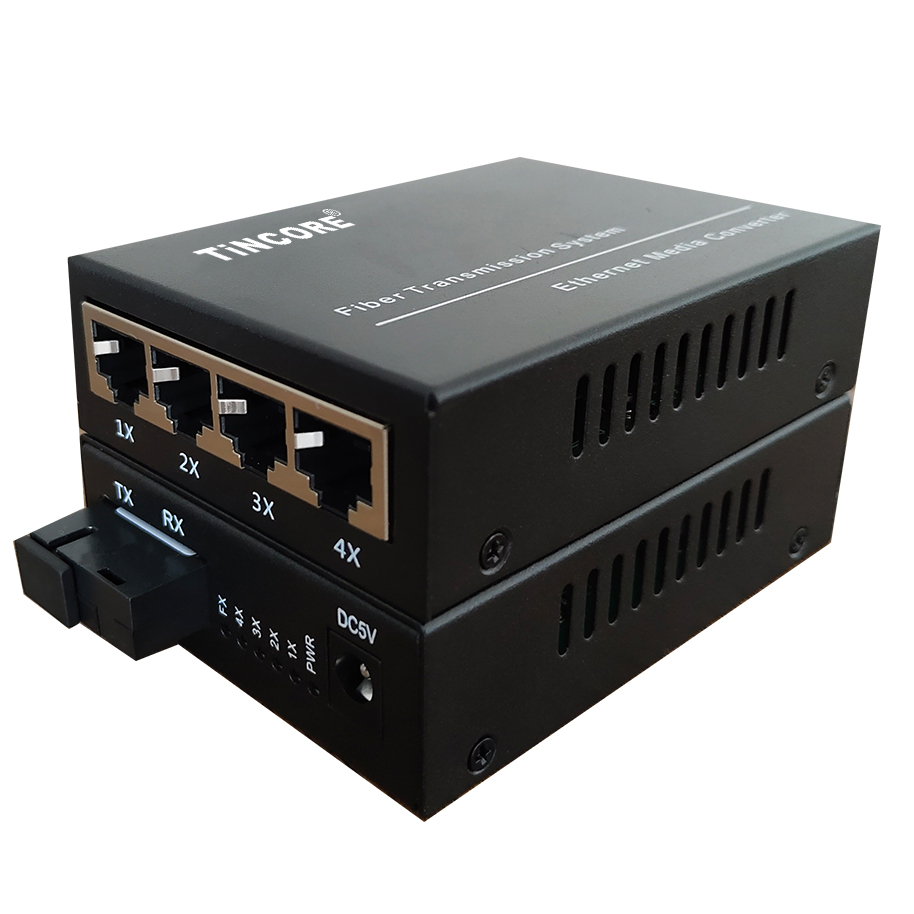 TiNCORE®
Fiber Transmission System
Ethernet Media Converter
1X
2X
3X
4X
TX
RX
FX
4X
3X
2X
1X
PWR
DC5V